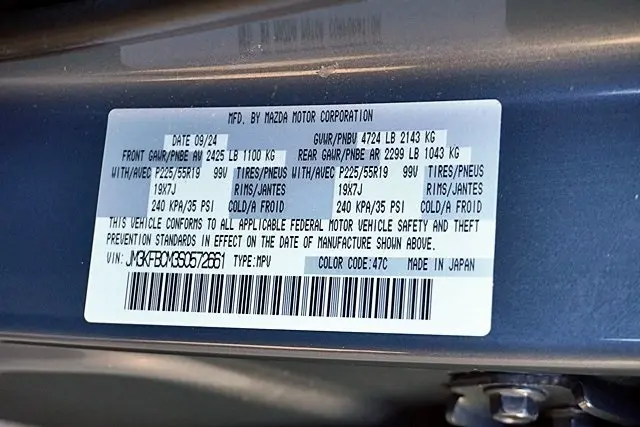 MFD. BY MAZDA MOTOR CORPORATION
DATE 09/24 GVWR/PNBV 4724 LB 2143 KG
FRONT GAWR/PNBE AV 2425 LB 1100 KG REAR GAWR/PNBE AR 2299 LB 1043 KG
WITH/AVEC P225/55R19 99V TIRES/PNEUS WITH/AVEC P225/55R19 99V TIRES/PNEUS
19X7J RIMS/JANTES 19X7J RIMS/JANTES
240 KPA/35 PSI COLD/A FROID 240 KPA/35 PSI COLD/A FROID
THIS VEHICLE CONFORMS TO ALL APPLICABLE FEDERAL MOTOR VEHICLE SAFETY AND THEFT
PREVENTION STANDARDS IN EFFECT ON THE DATE OF MANUFACTURE SHOWN ABOVE.
VIN: JM3KFBCM3S0572661 TYPE:MPV COLOR CODE:47C MADE IN JAPAN